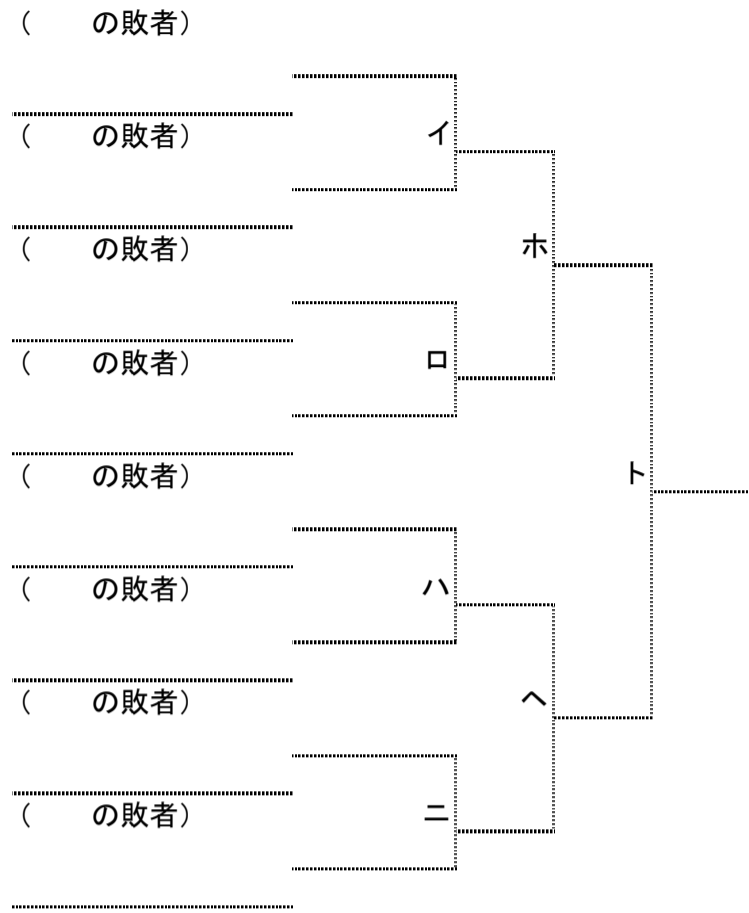 (　　の敗者)
(　　の敗者)
イ
(　　の敗者)
ホ
(　　の敗者)
ロ
(　　の敗者)
ト
(　　の敗者)
ハ
(　　の敗者)
ヘ
(　　の敗者)
ニ